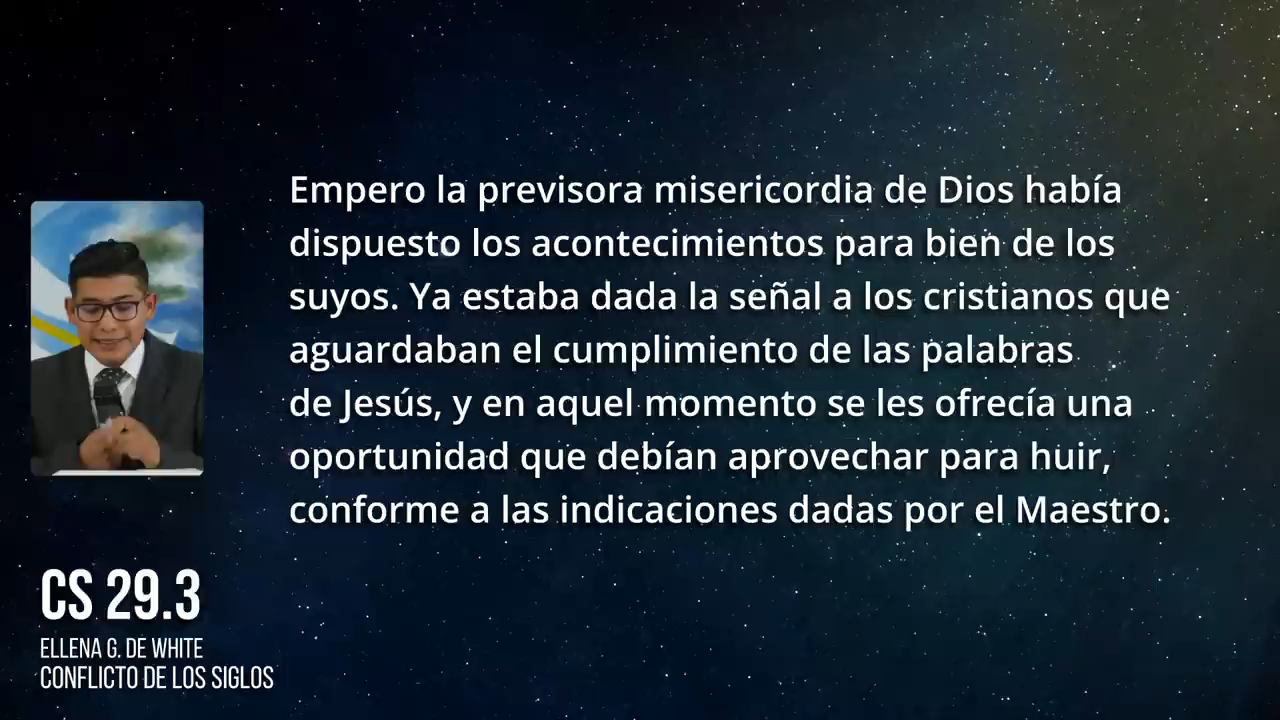 Empero la previsora misericordia de Dios había
dispuesto los acontecimientos para bien de los
suyos. Ya estaba dada la señal a los cristianos que
aguardaban el cumplimiento de las palabras
de Jesús, y en aquel momento se les ofrecía una
oportunidad que debían aprovechar para huir,
conforme a las indicaciones dadas por el Maestro.
CS 29.3
ELLENA G. DE WHITE
CONFLICTO DE LOS SIGLOS